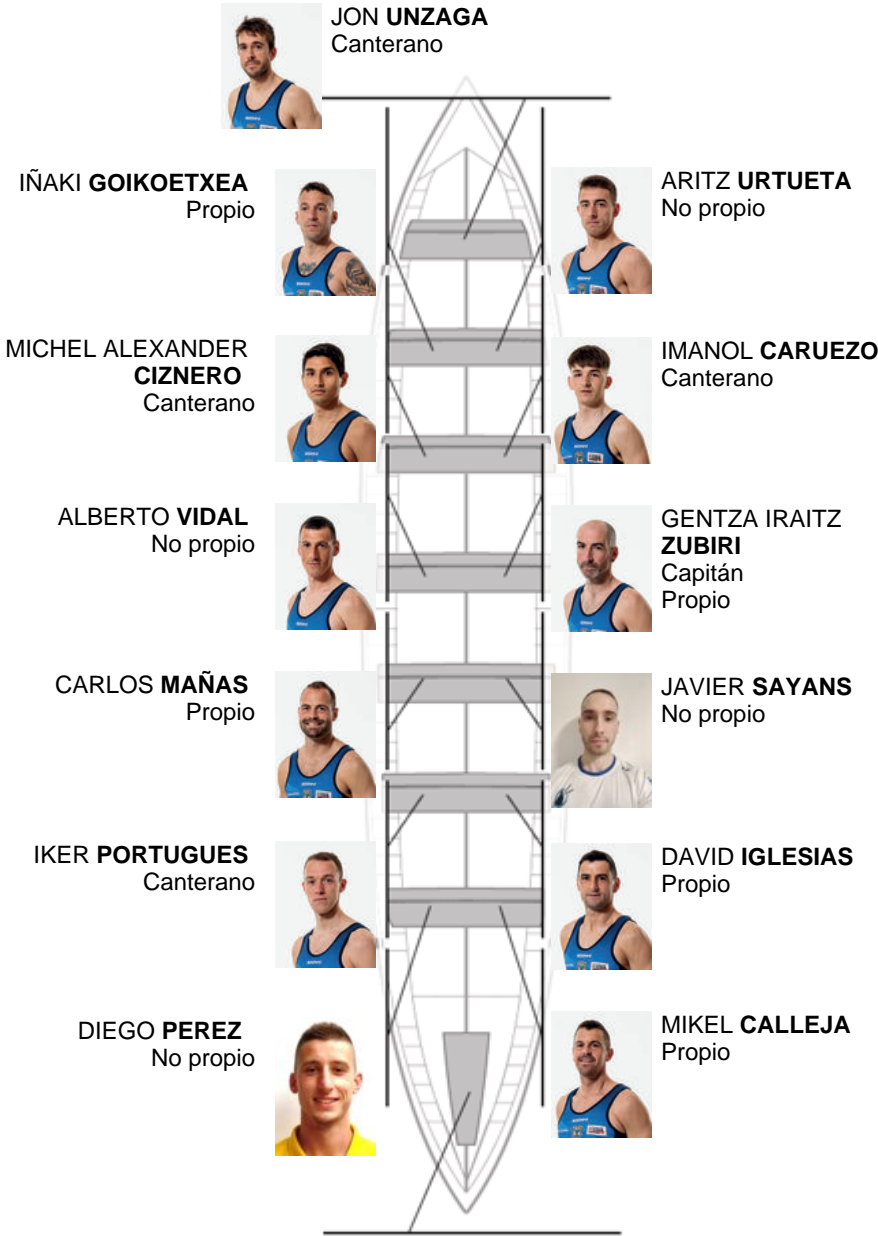 JON UNZAGA
Canterano
IÑAKI GOIKOETXEA
Propio
ARITZ URTUETA
No propio
MICHEL ALEXANDER
CIZNERO
Canterano
IMANOL CARUEZO
Canterano
ALBERTO VIDAL
No propio
GENTZA IRAITZ
ZUBIRI
Capitán
Propio
CARLOS MAÑAS
Propio
JAVIER SAYANS
No propio
IKER PORTUGUES
Canterano
DAVID IGLESIAS
Propio
DIEGO PEREZ
No propio
MIKEL CALLEJA
Propio